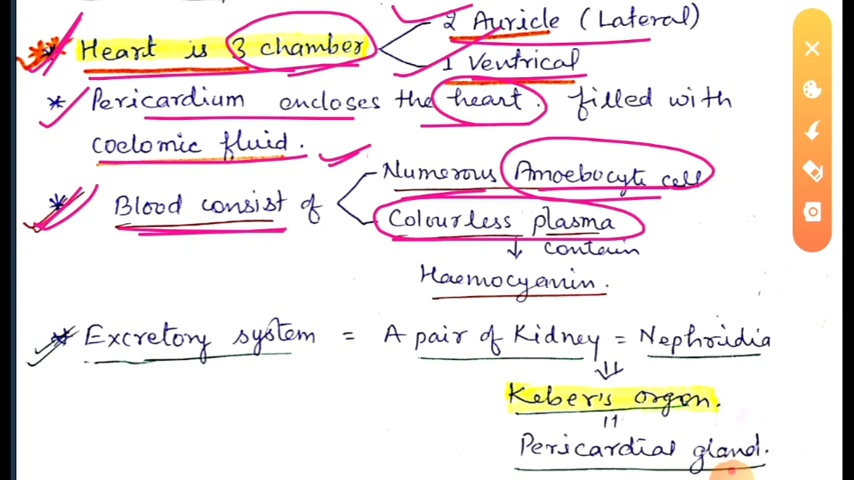 * Heart is 3 chamber 2 Auricle (Lateral)
1 Ventrical
* Pericardium encloses the heart. filled with
coelomic fluid.
* Blood consist of Numerous Amoebocyte cell
Colourless plasma
↓ contain
Haemocyanin.
* Excretory system = A pair of Kidney = Nephridia
⇓
Keber's organ.
||
Pericardial gland.